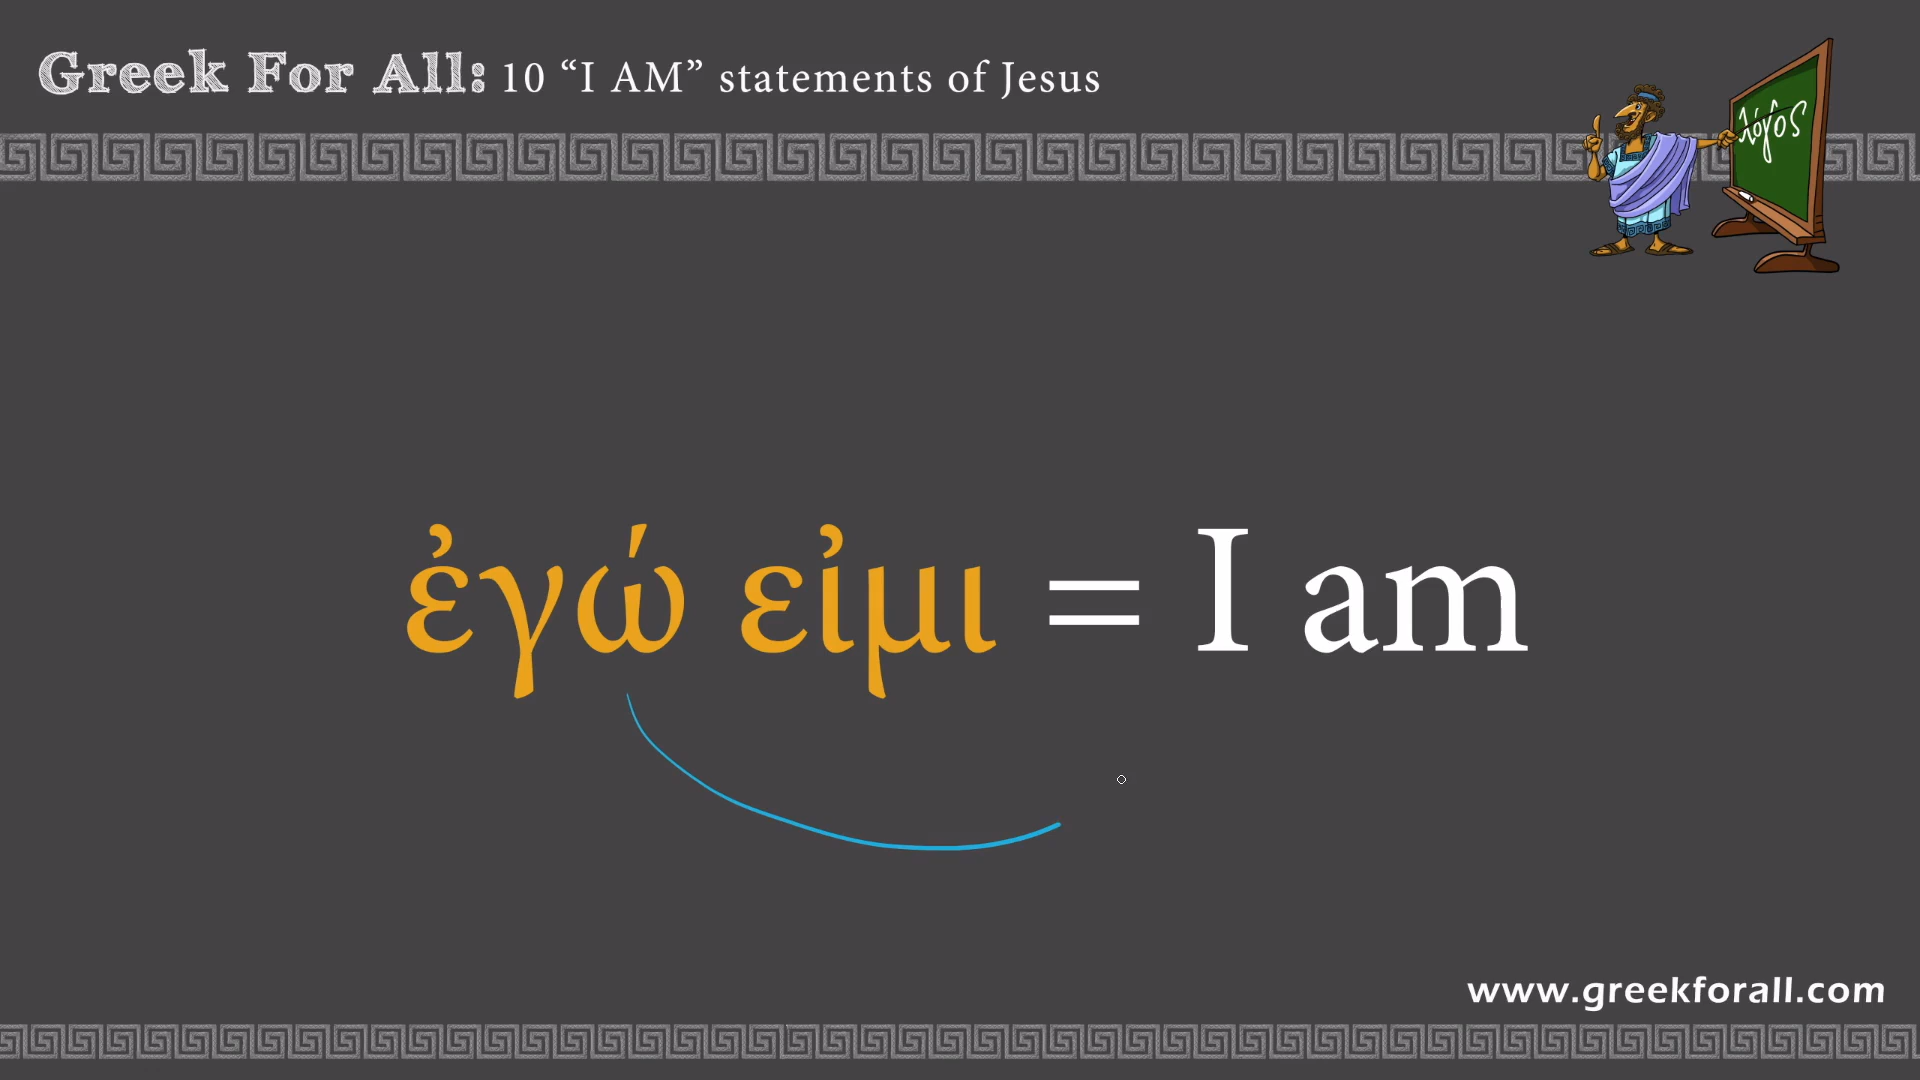 Greek For All: 10 “I AM” statements of Jesus
λόγος
ἐγώ εἰμι = I am
www.greekforall.com